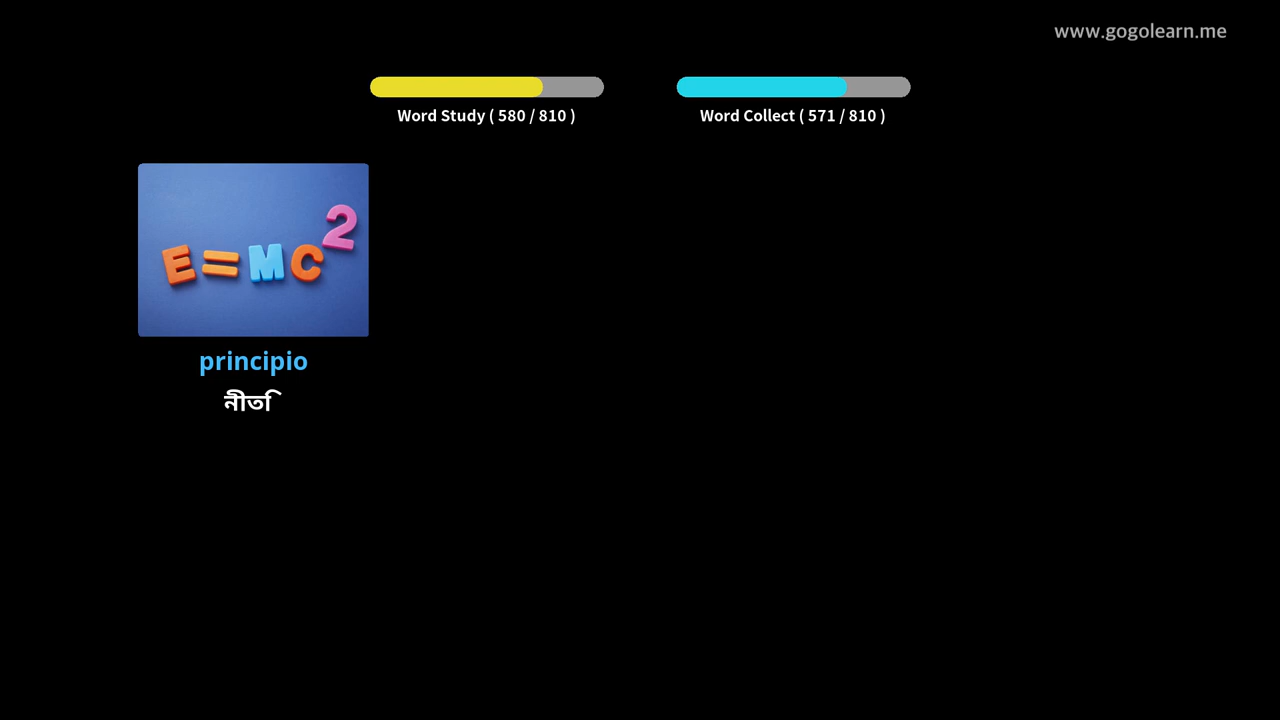 www.gogolearn.me
Word Study ( 580 / 810 )
Word Collect ( 571 / 810 )
E=MC²
principio
নীতি